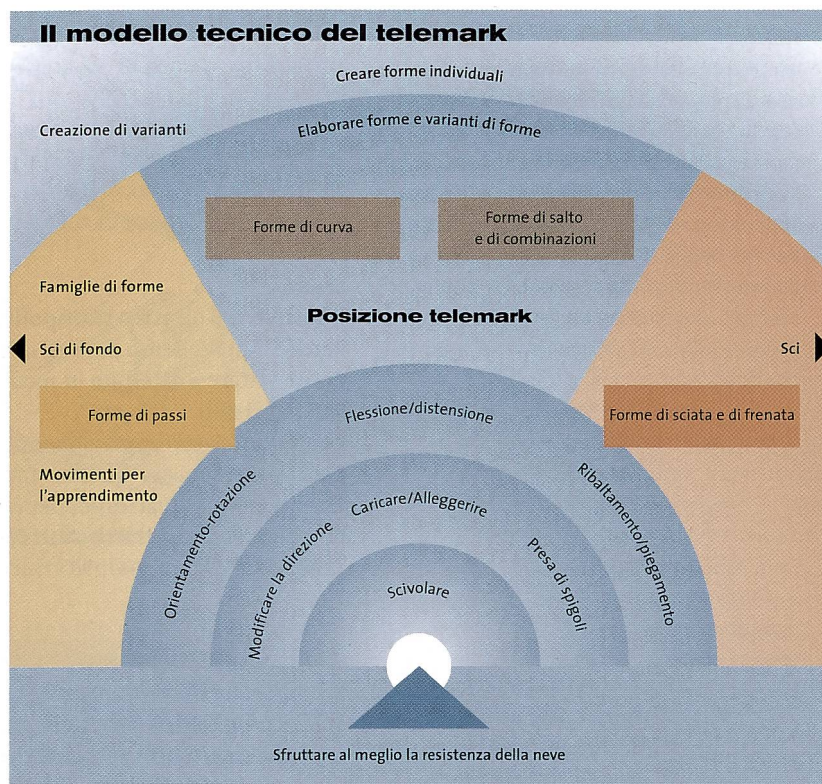 Il modello tecnico del telemark
Creare forme individuali
Creazione di varianti
Elaborare forme e varianti di forme
Forme di curva
Forme di salto
e di combinazioni
Famiglie di forme
Posizione telemark
Sci di fondo
Sci
Forme di passi
Forme di sciata e di frenata
Flessione/distensione
Movimenti per
l'apprendimento
Orientamento-rotazione
Ribaltamento/piegamento
Caricare/Alleggerire
Modificare la direzione
Presa di spigoli
Scivolare
Sfruttare al meglio la resistenza della neve